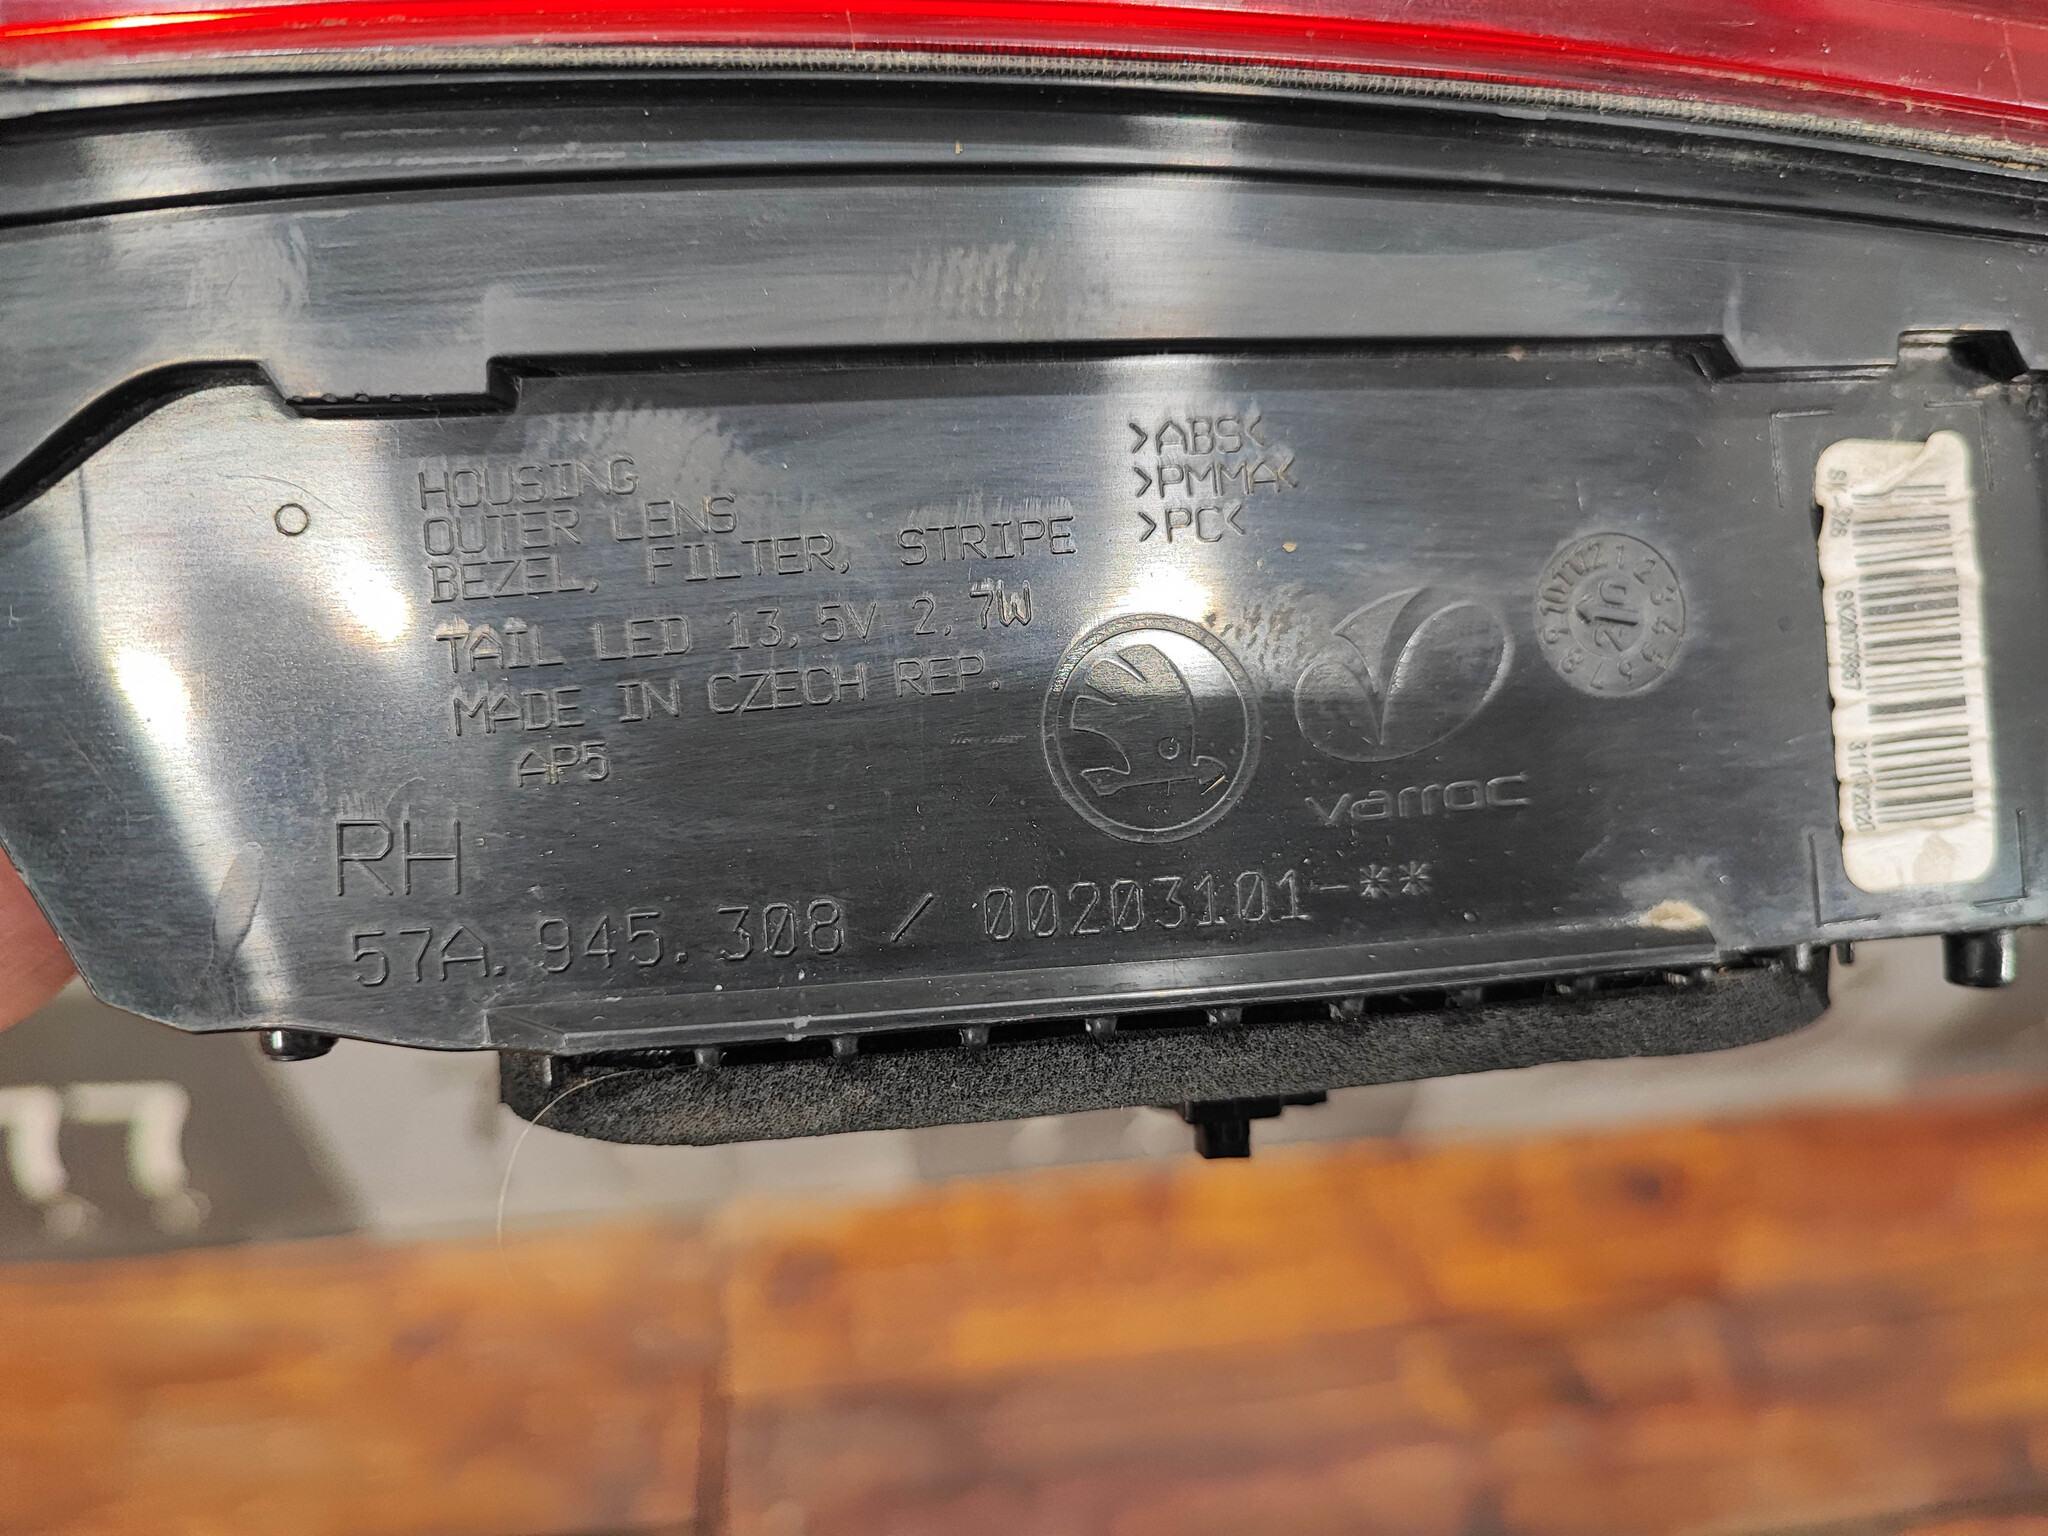 HOUSING >ABS<
OUTER LENS >PMMA<
BEZEL, FILTER, STRIPE >PC<
TAIL LED 13,5V 2,7W
MADE IN CZECH REP.
AP5
varroc
RH
57A.945.308 / 00203101-**